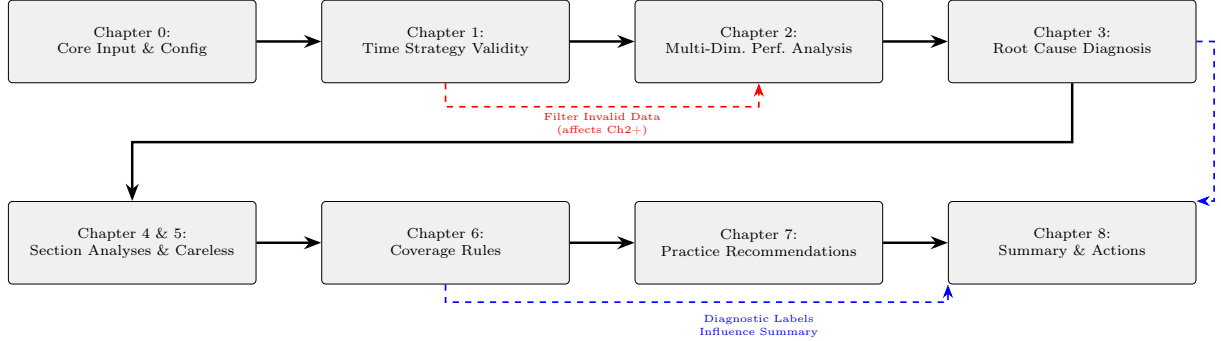 Chapter 0:
Core Input & Config
Chapter 1:
Time Strategy Validity
Chapter 2:
Multi-Dim. Perf. Analysis
Chapter 3:
Root Cause Diagnosis
Filter Invalid Data
(affects Ch2+)
Chapter 4 & 5:
Section Analyses & Careless
Chapter 6:
Coverage Rules
Chapter 7:
Practice Recommendations
Chapter 8:
Summary & Actions
Diagnostic Labels
Influence Summary